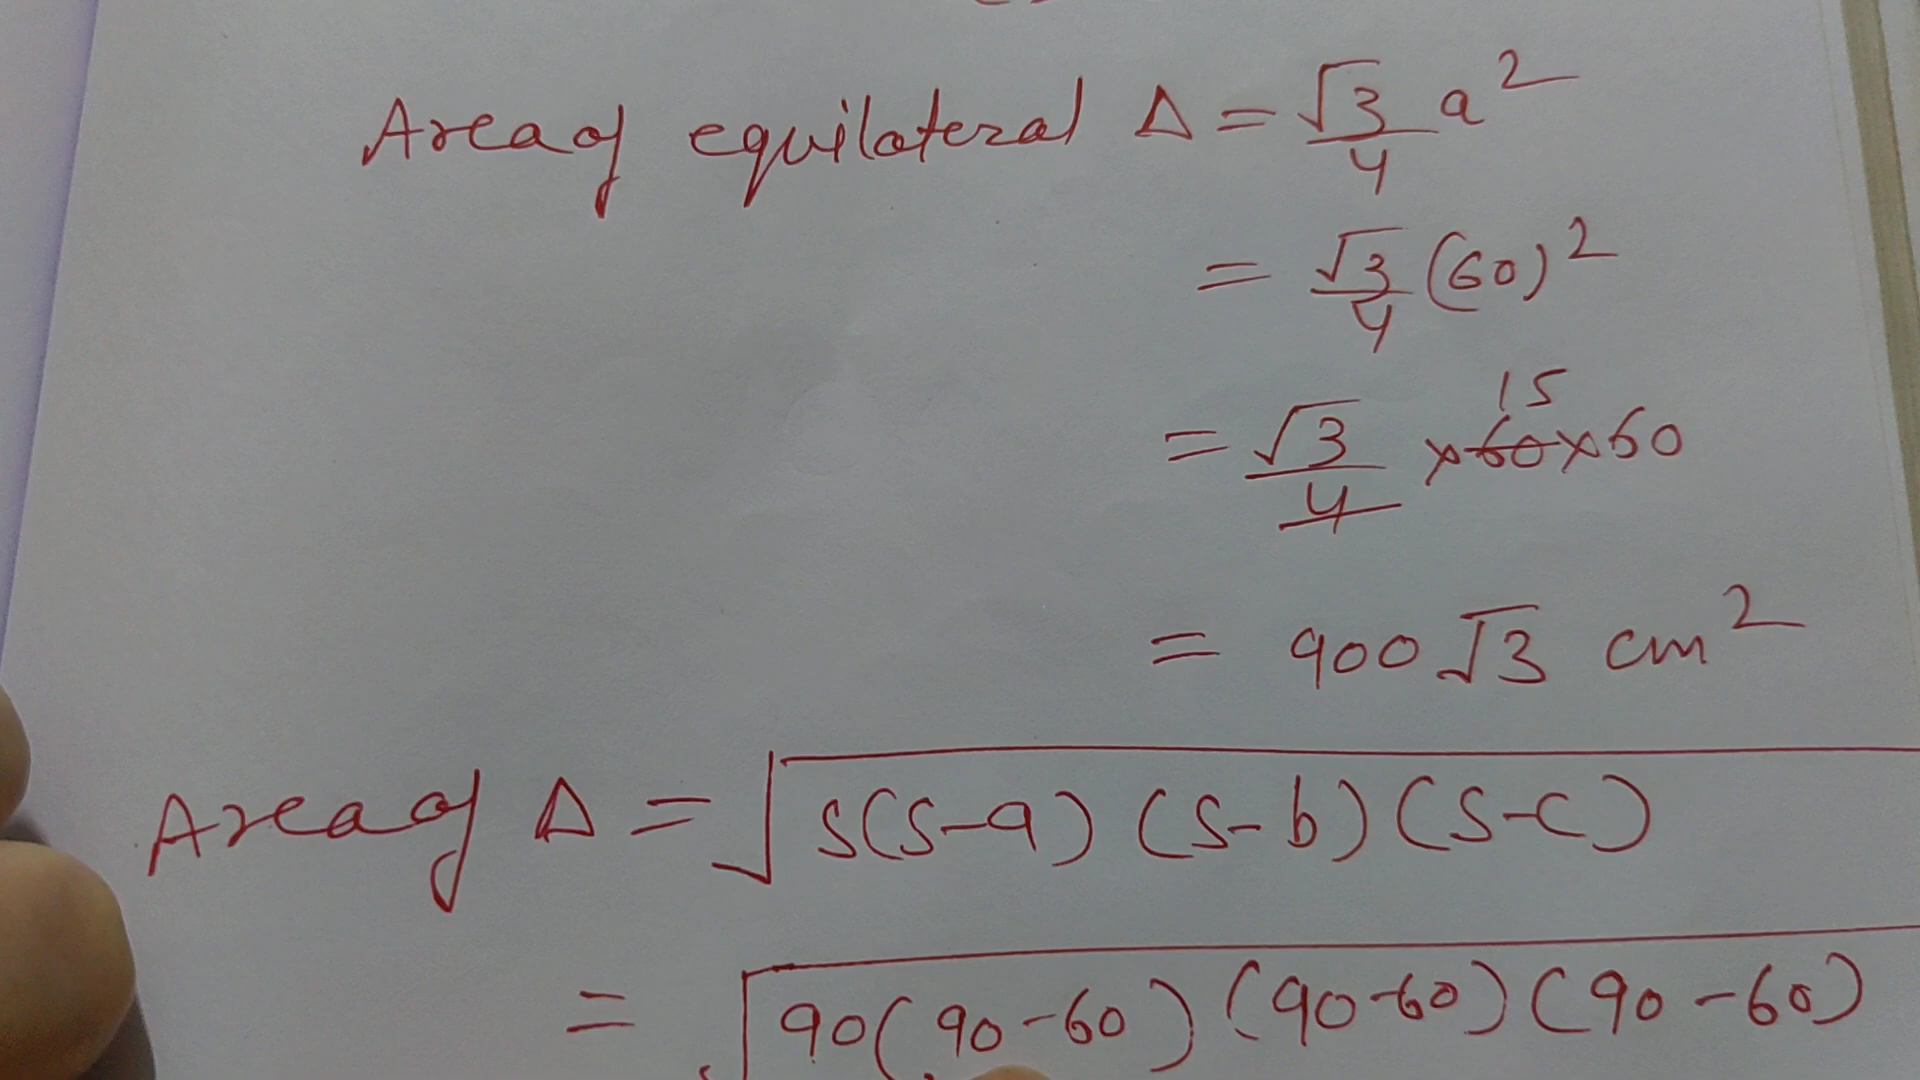 Area of equilateral Δ = √3/4 a²
= √3/4 (60)²
15
= √3/4 × 60 × 60
= 900 √3 cm²
Area of Δ = √s(s-a) (s-b) (s-c)
= √90(90-60) (90-60) (90-60)